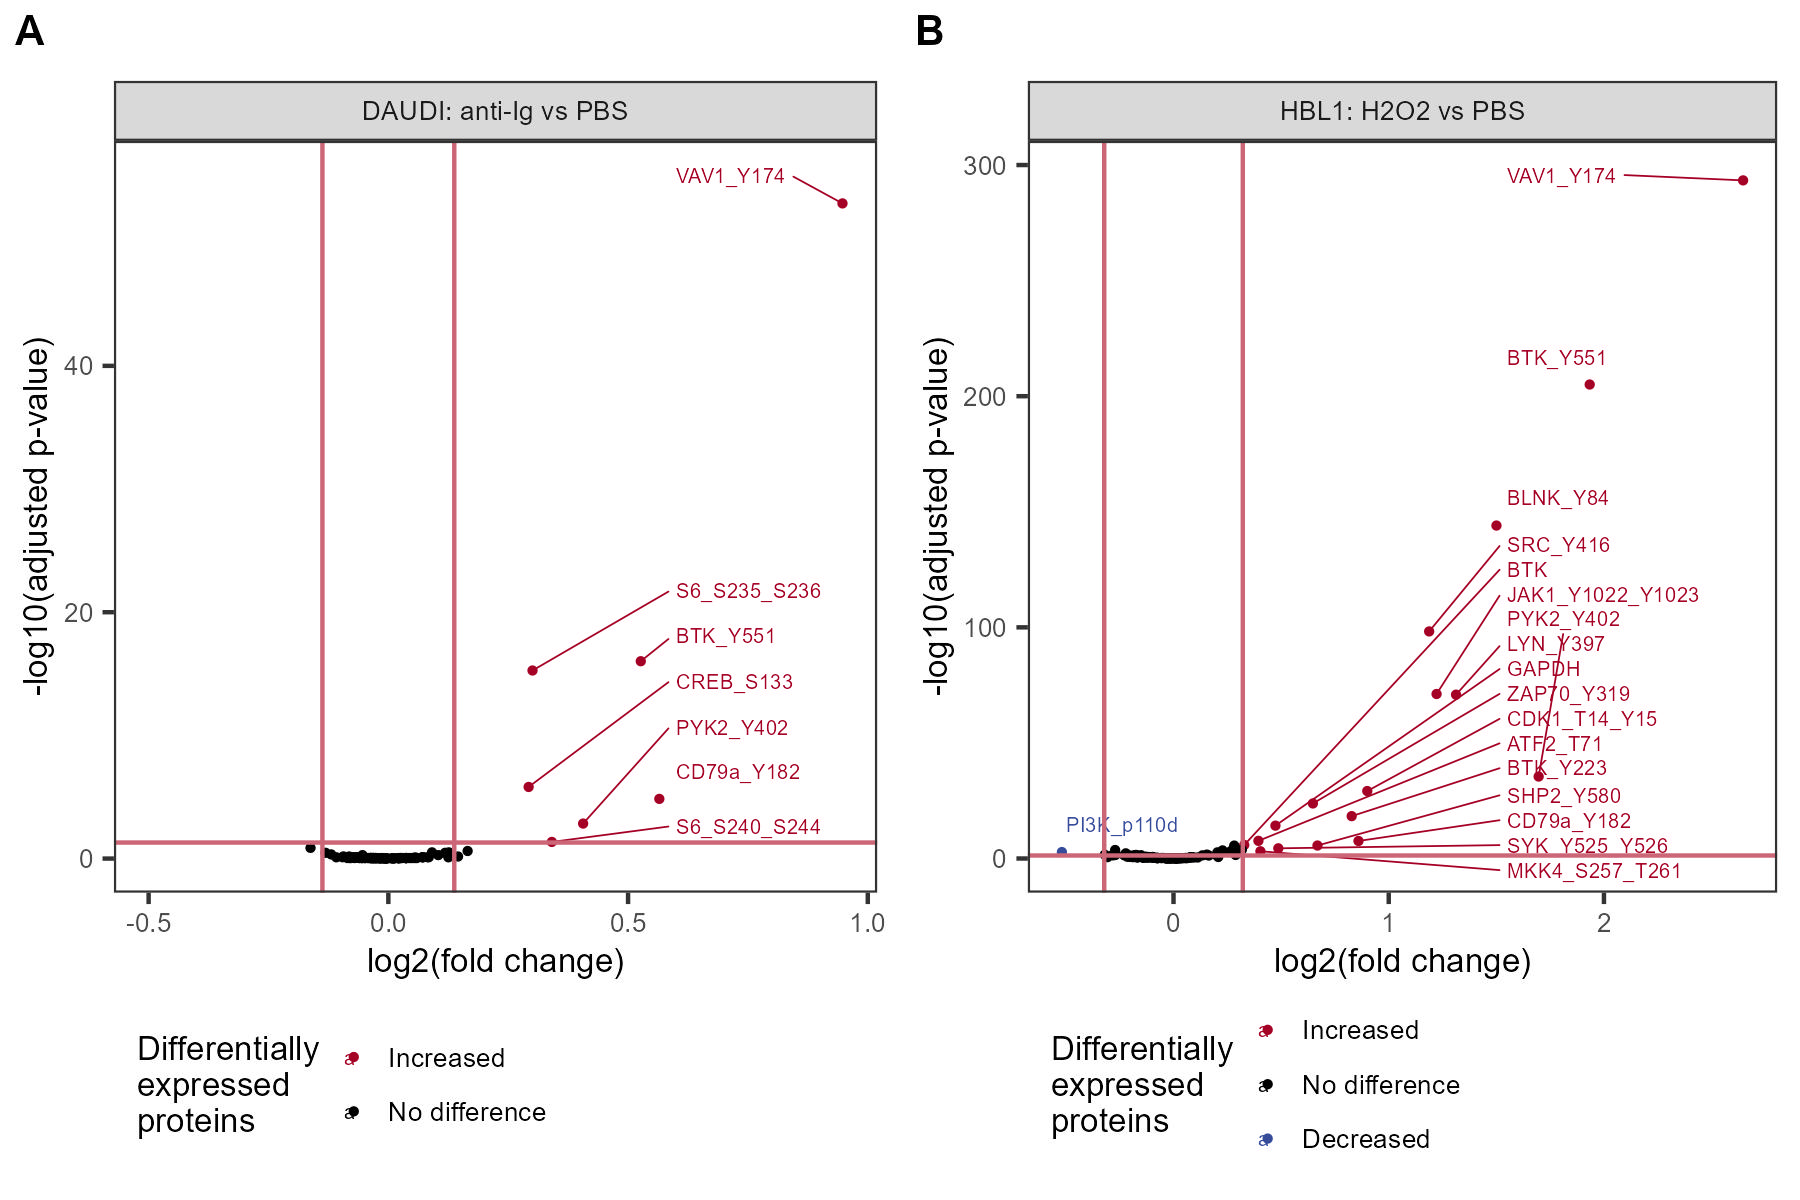 A
DAUDI: anti-Ig vs PBS
-log10(adjusted p-value)
40
20
0
VAV1_Y174
S6_S235_S236
BTK_Y551
CREB_S133
PYK2_Y402
CD79a_Y182
S6_S240_S244
-0.5
0.0
0.5
1.0
log2(fold change)
Differentially
expressed
proteins
a Increased
a No difference
B
HBL1: H2O2 vs PBS
-log10(adjusted p-value)
300
200
100
0
VAV1_Y174
BTK_Y551
BLNK_Y84
SRC_Y416
BTK
JAK1_Y1022_Y1023
PYK2_Y402
LYN_Y397
GAPDH
ZAP70_Y319
CDK1_T14_Y15
ATF2_T71
BTK_Y223
SHP2_Y580
CD79a_Y182
SYK_Y525_Y526
MKK4_S257_T261
PI3K_p110d
0
1
2
log2(fold change)
Differentially
expressed
proteins
a Increased
a No difference
a Decreased